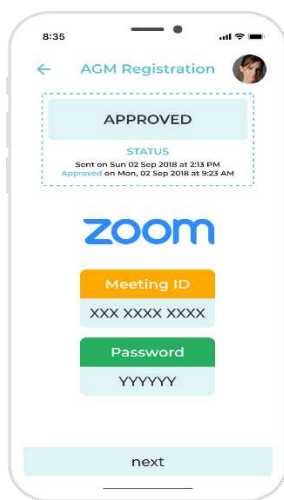 8:35
AGM Registration
APPROVED
STATUS
Sent on Sun 02 Sep 2018 at 2:13 PM
Approved on Mon, 02 Sep 2018 at 9:23 AM
zoom
Meeting ID
XXX XXXX XXXX
Password
YYYYYY
next